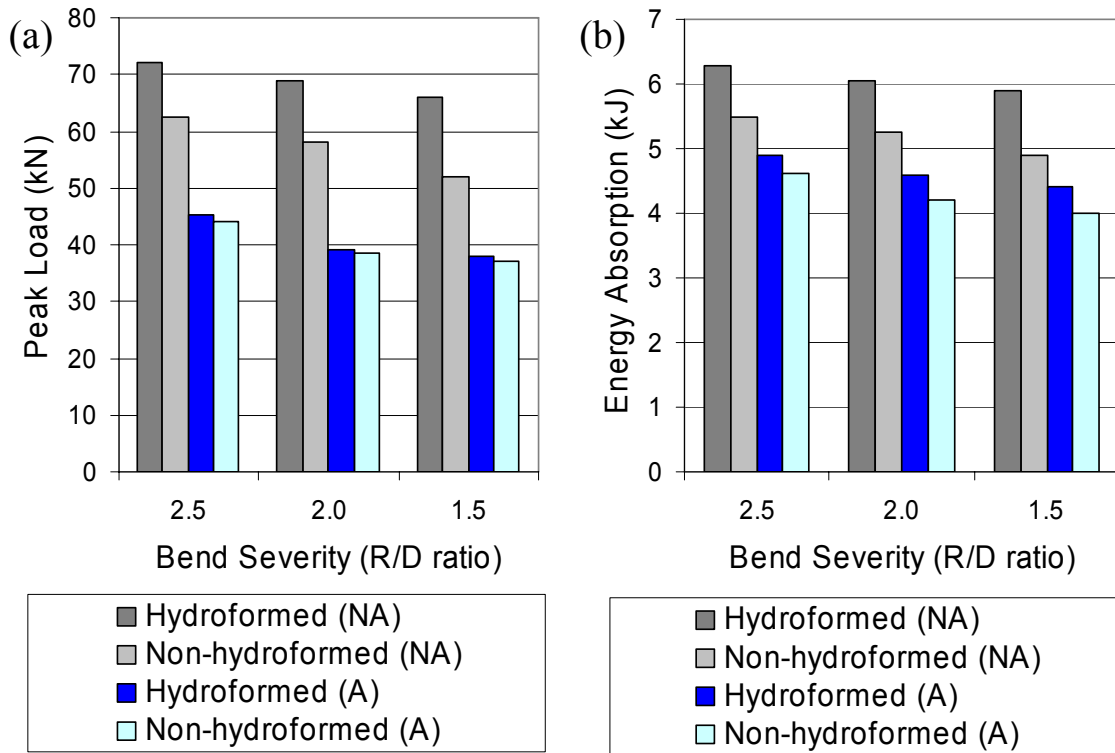 (a)
80
70
60
50
40
30
20
10
0
Peak Load (kN)
2.5 2.0 1.5
Bend Severity (R/D ratio)
Hydroformed (NA)
Non-hydroformed (NA)
Hydroformed (A)
Non-hydroformed (A)
(b)
7
6
5
4
3
2
1
0
Energy Absorption (kJ)
2.5 2.0 1.5
Bend Severity (R/D ratio)
Hydroformed (NA)
Non-hydroformed (NA)
Hydroformed (A)
Non-hydroformed (A)